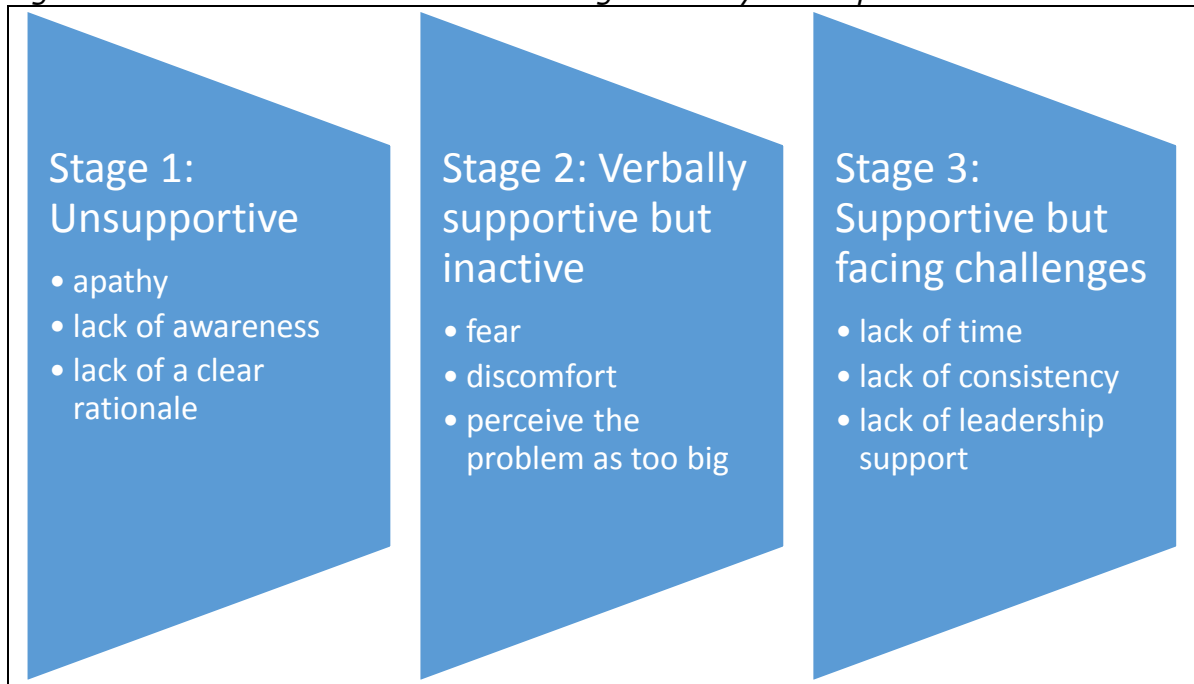 Stage 1:
Unsupportive
• apathy
• lack of awareness
• lack of a clear
rationale
Stage 2: Verbally
supportive but
inactive
• fear
• discomfort
• perceive the
problem as too big
Stage 3:
Supportive but
facing challenges
• lack of time
• lack of consistency
• lack of leadership
support